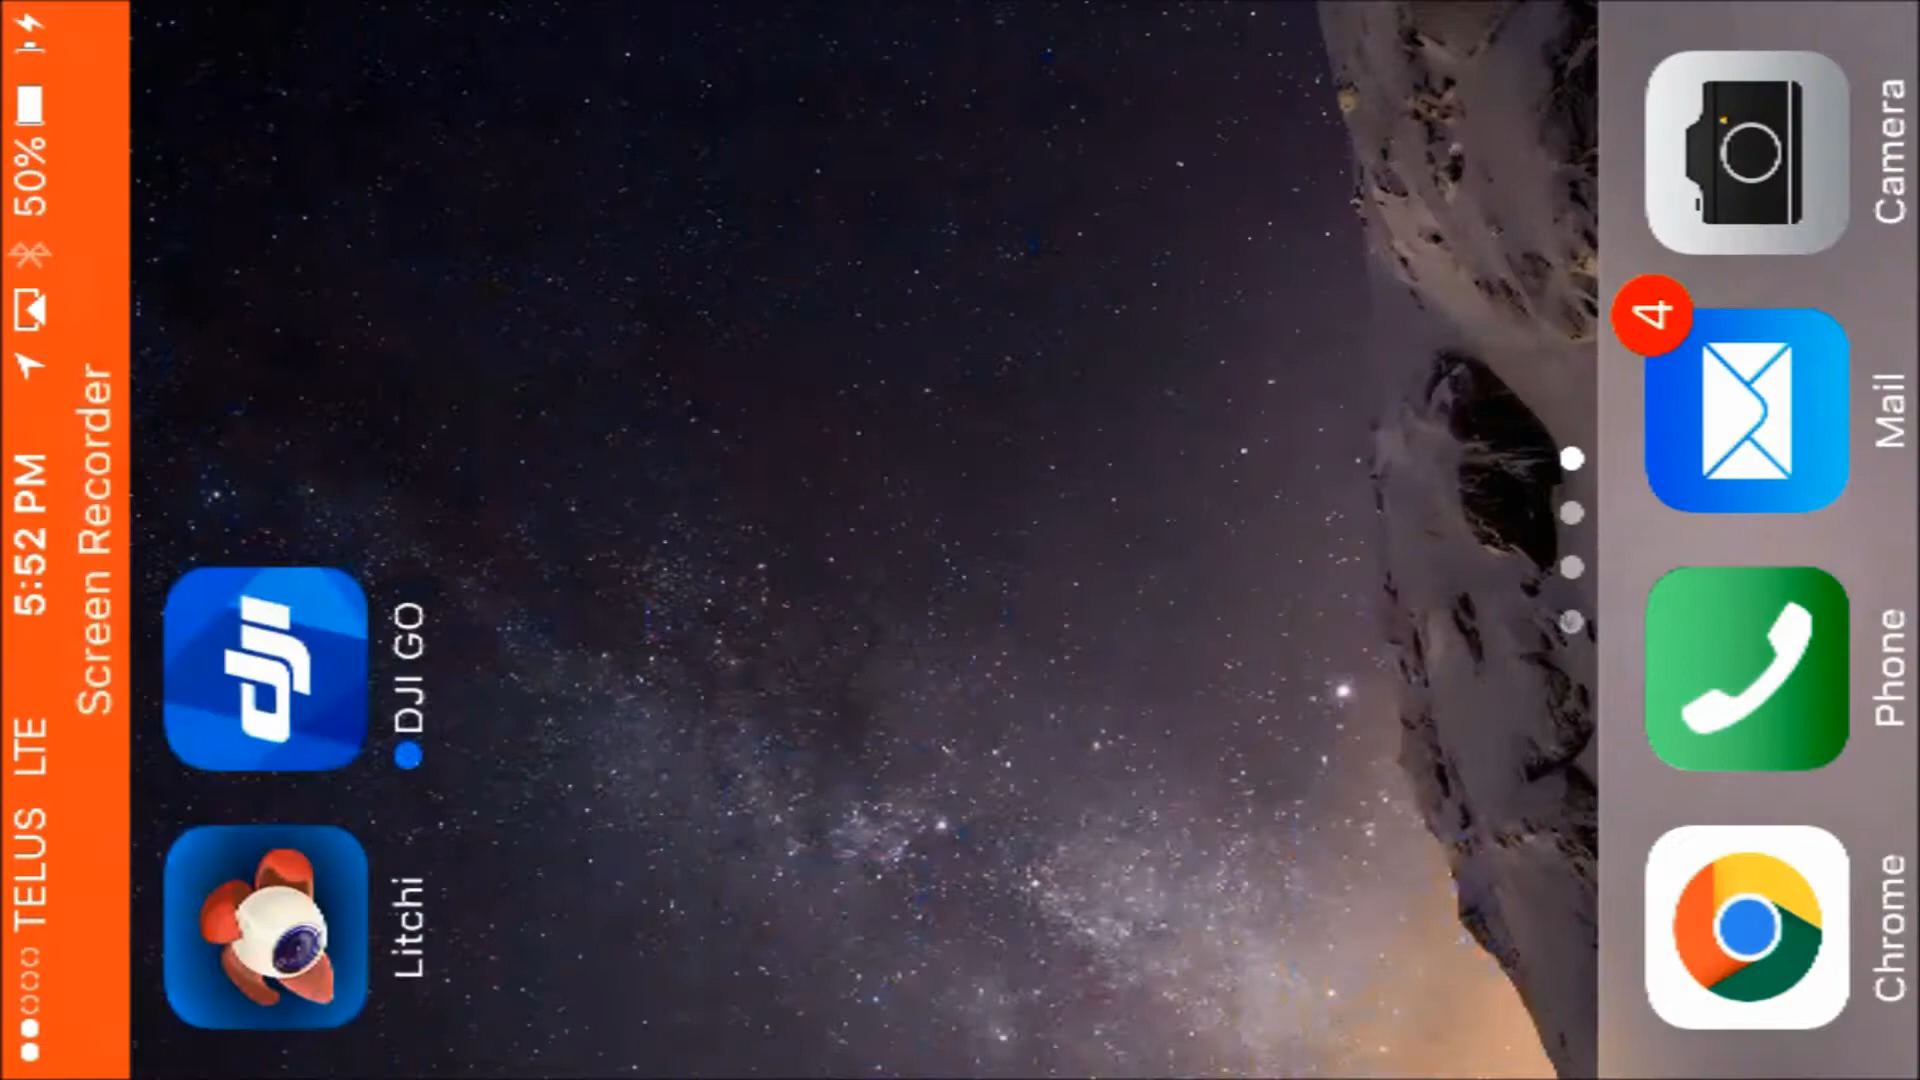 TELUS LTE 5:52 PM 50%
Screen Recorder
dji
Litchi
DJI GO
4
Chrome
Phone
Mail
Camera